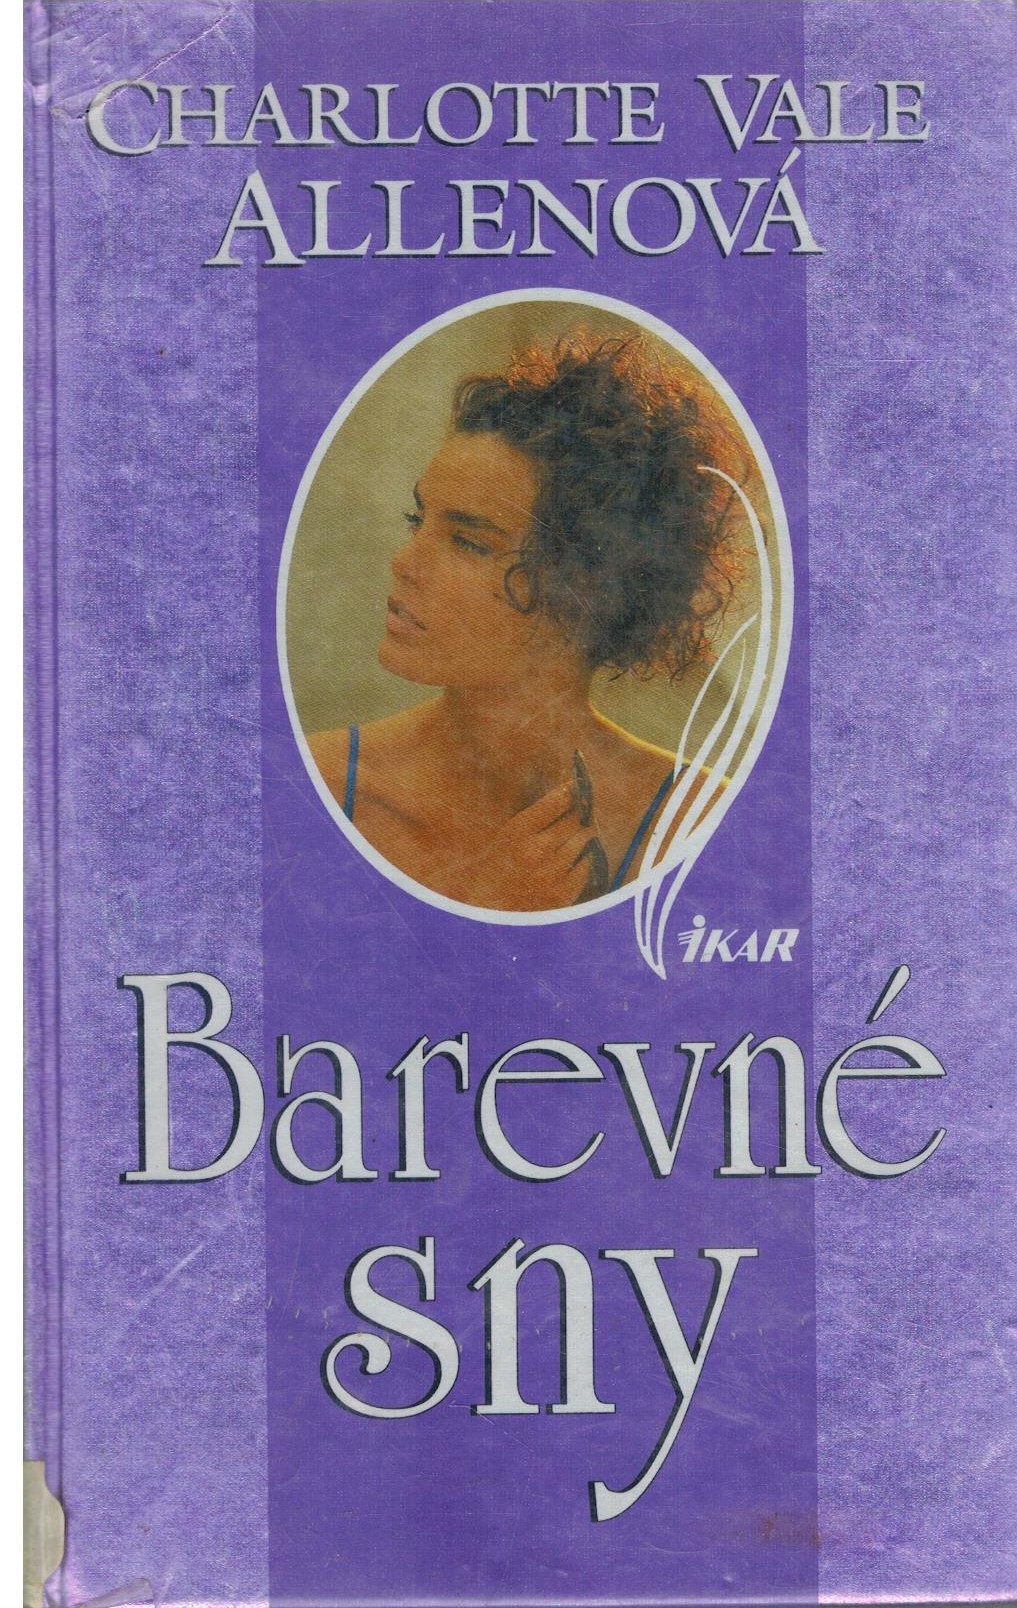 CHARLOTTE VALE
ALLENOVÁ
IKAR
Barevné
sny